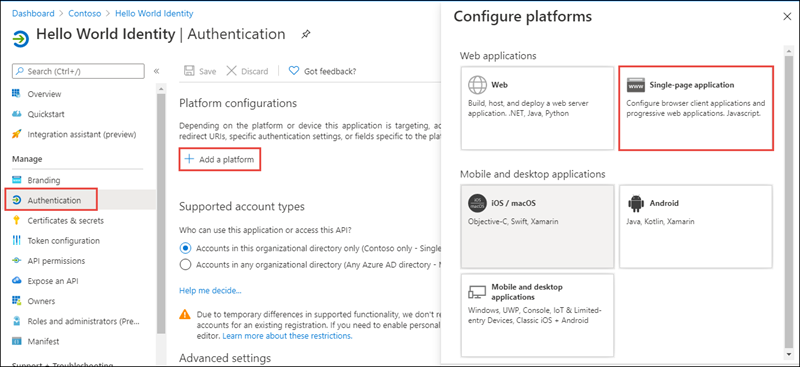 Dashboard > Contoso > Hello World Identity
Hello World Identity | Authentication
Search (Ctrl+/)
Overview
Quickstart
Integration assistant (preview)
Manage
Branding
Authentication
Certificates & secrets
Token configuration
API permissions
Expose an API
Owners
Roles and administrators (Pre...
Manifest
Support + Troubleshooting
Save
Discard
Got feedback?
Platform configurations
Depending on the platform or device this application is targeting, ad
redirect URIs, specific authentication settings, or fields specific to the platf
+ Add a platform
Supported account types
Who can use this application or access this API?
Accounts in this organizational directory only (Contoso only - Single
Accounts in any organizational directory (Any Azure AD directory - M
Help me decide...
Due to temporary differences in supported functionality, we don't re
accounts for an existing registration. If you need to enable personal
editor. Learn more about these restrictions.
Advanced settings
Configure platforms
Web applications
Web
Build, host, and deploy a web server
application. .NET, Java, Python
Single-page application
Configure browser client applications and
progressive web applications. Javascript.
Mobile and desktop applications
iOS / macOS
Objective-C, Swift, Xamarin
Android
Java, Kotlin, Xamarin
Mobile and desktop
applications
Windows, UWP, Console, IoT & Limited-
entry Devices, Classic iOS + Android